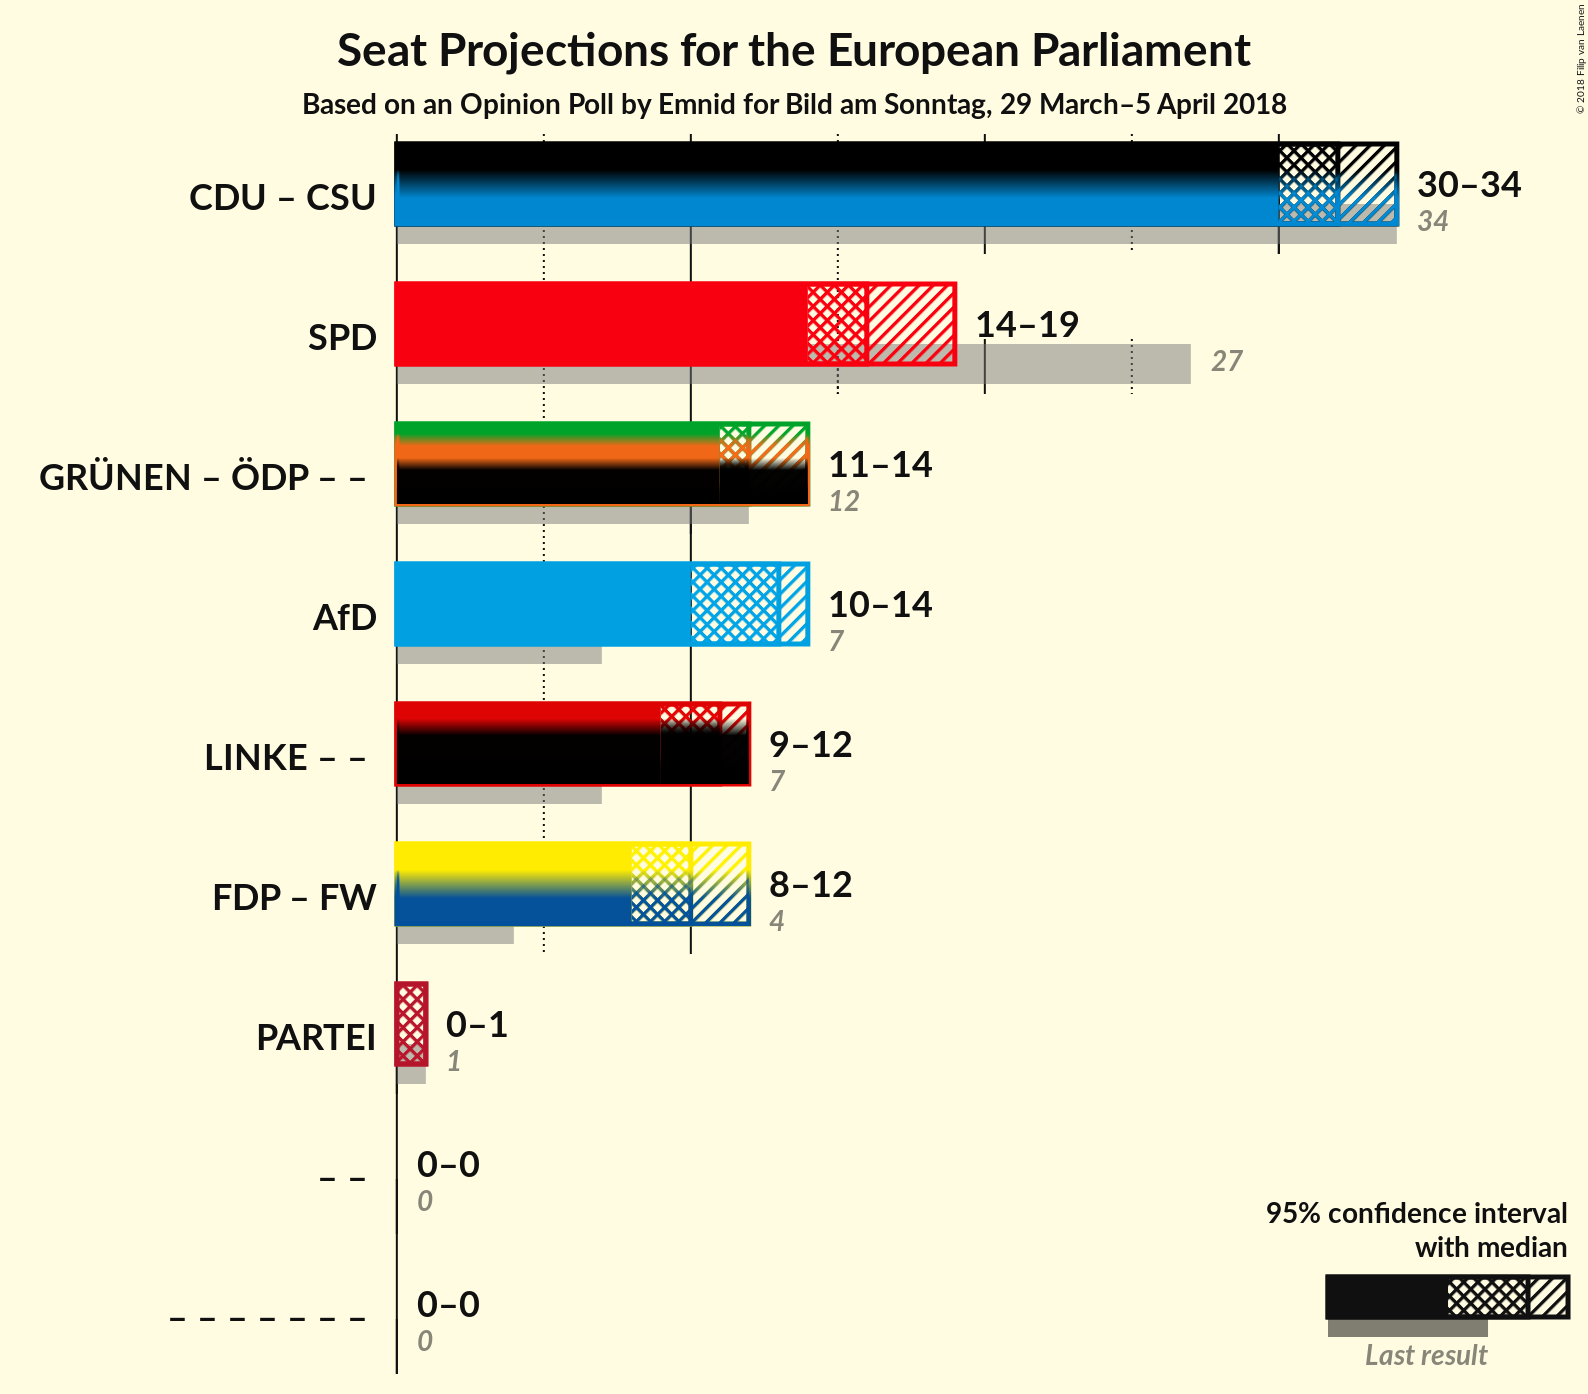 Seat Projections for the European Parliament
Based on an Opinion Poll by Emnid for Bild am Sonntag, 29 March–5 April 2018
© 2018 Filip van Laenen
CDU – CSU
30–34
34
SPD
14–19
27
GRÜNEN – ÖDP – –
11–14
12
AfD
10–14
7
LINKE – –
9–12
7
FDP – FW
8–12
4
PARTEI
0–1
1
– –
0–0
0
– – – – – – –
0–0
0
95% confidence interval
with median
Last result